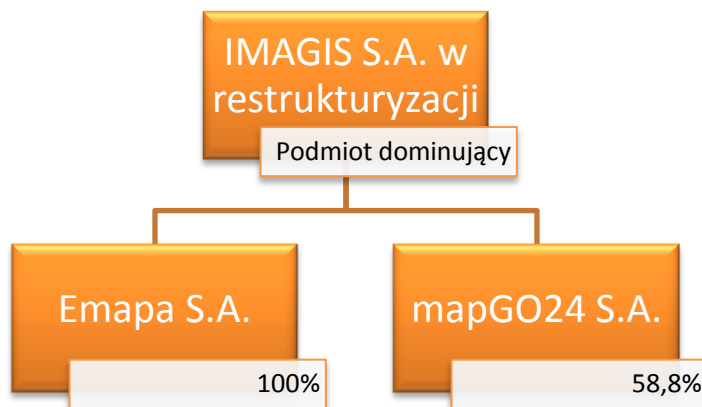 IMAGIS S.A. w
restrukturyzacji
Podmiot dominujący
Emapa S.A.
mapGO24 S.A.
100%
58,8%